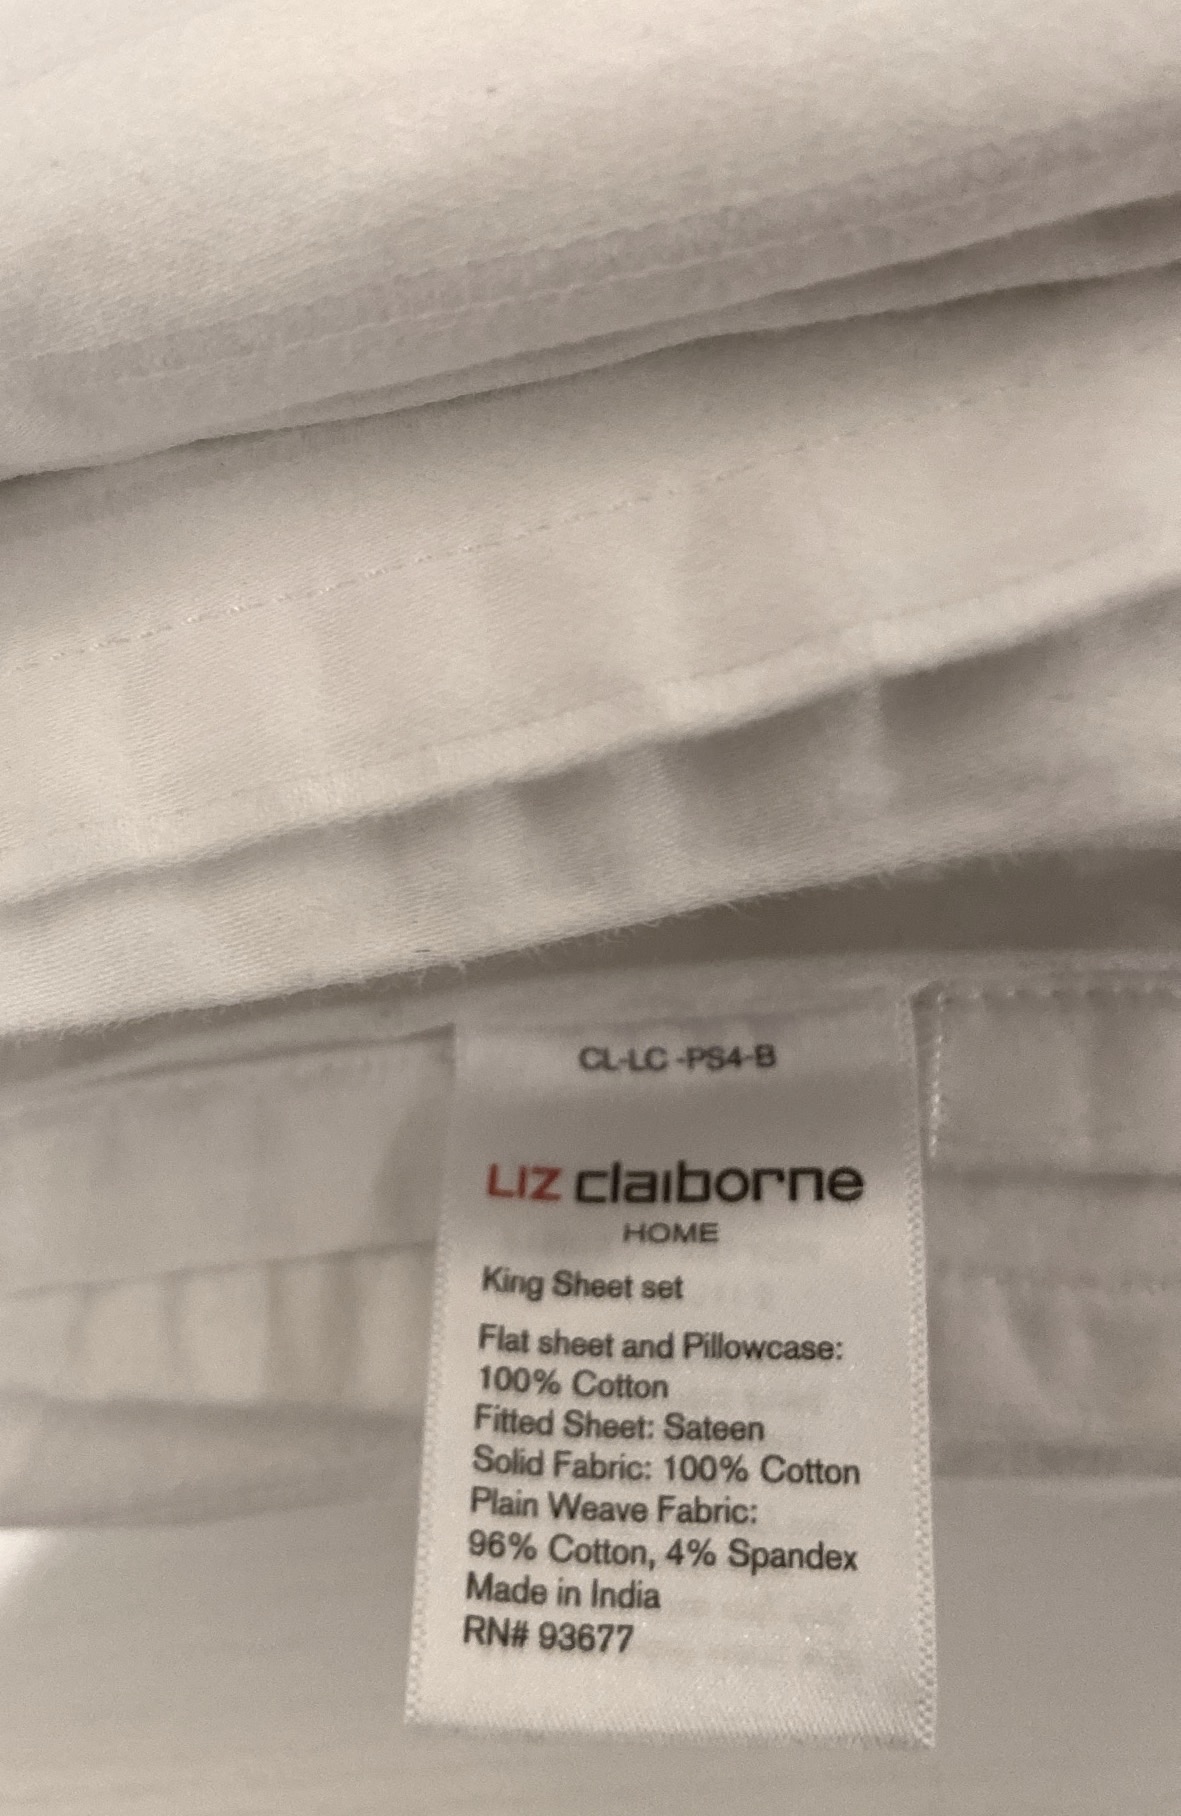 CL-LC -PS4-B
LIZ claiborne
HOME
King Sheet set
Flat sheet and Pillowcase:
100% Cotton
Fitted Sheet: Sateen
Solid Fabric: 100% Cotton
Plain Weave Fabric:
96% Cotton, 4% Spandex
Made in India
RN# 93677